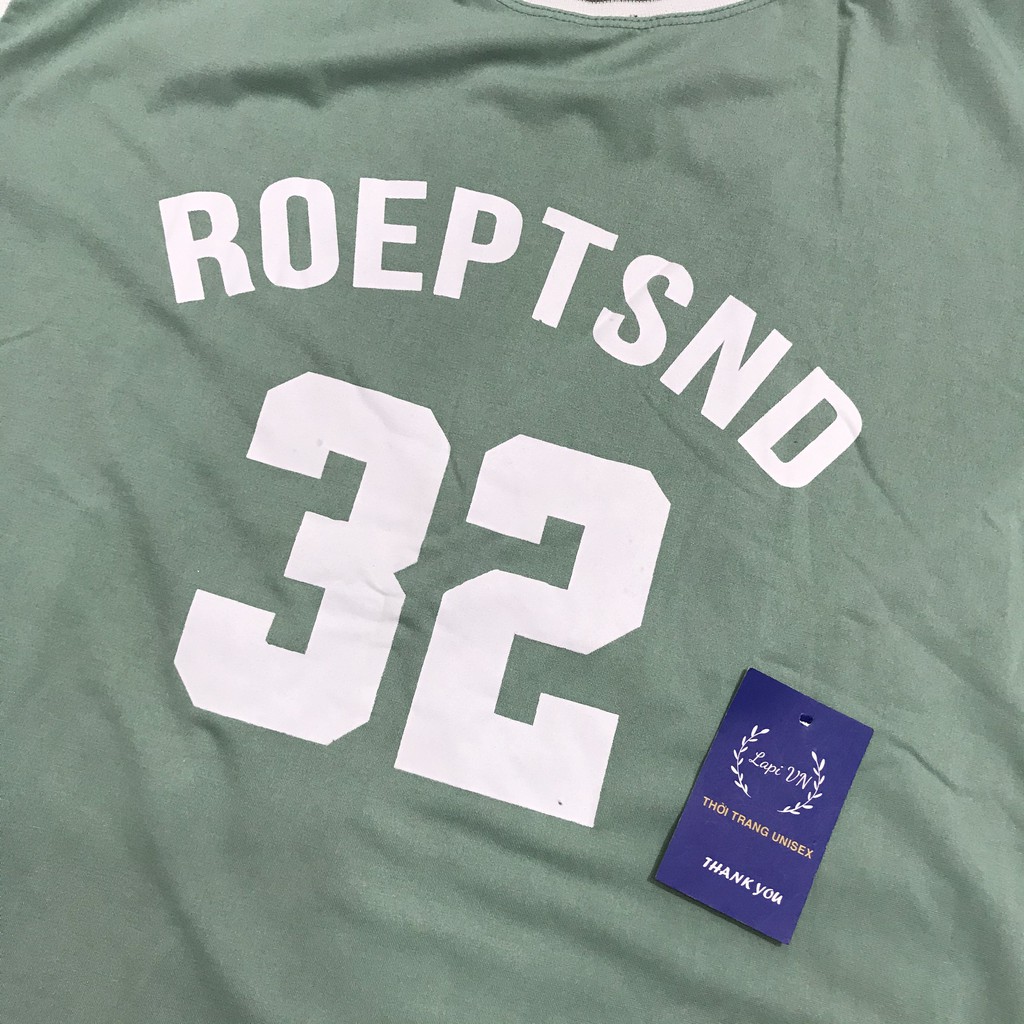 ROEPTSND
32
Lapi VN
THỜI TRANG UNISEX
THANK YOU